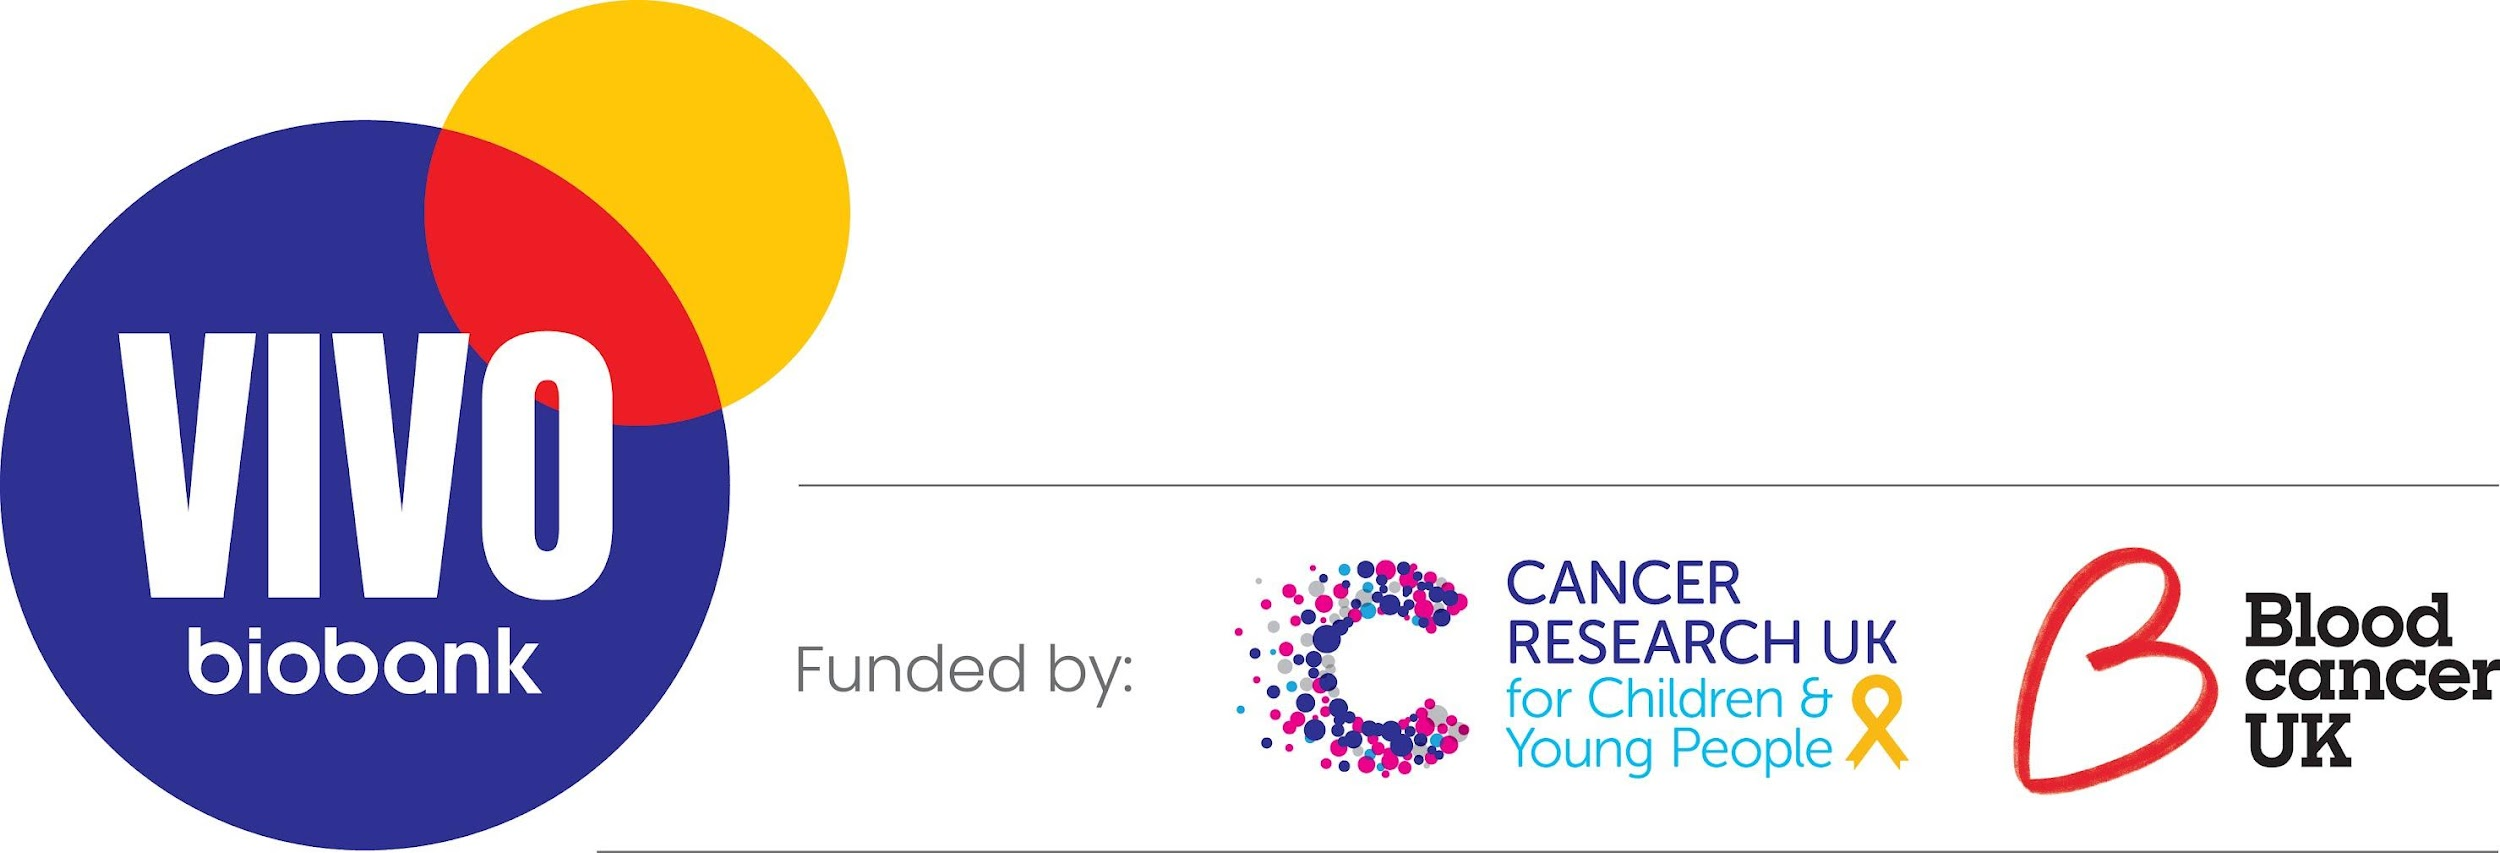 VIVO
biobank
Funded by:
CANCER
RESEARCH UK
for Children &
Young People
Blood
cancer
UK